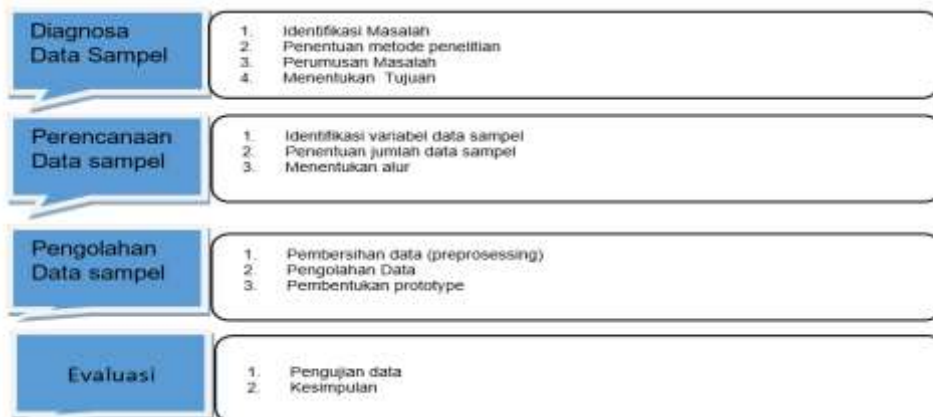 Diagnosa
Data Sampel
1. Identifikasi Masalah
2. Penentuan metode penelitian
3. Perumusan Masalah
4. Menentukan Tujuan
Perencanaan
Data sampel
1. Identifikasi variabel data sampel
2. Penentuan jumlah data sampel
3. Menentukan alur
Pengolahan
Data sampel
1. Pembersihan data (preprosessing)
2. Pengolahan Data
3. Pembentukan prototype
Evaluasi
1. Pengujian data
2. Kesimpulan